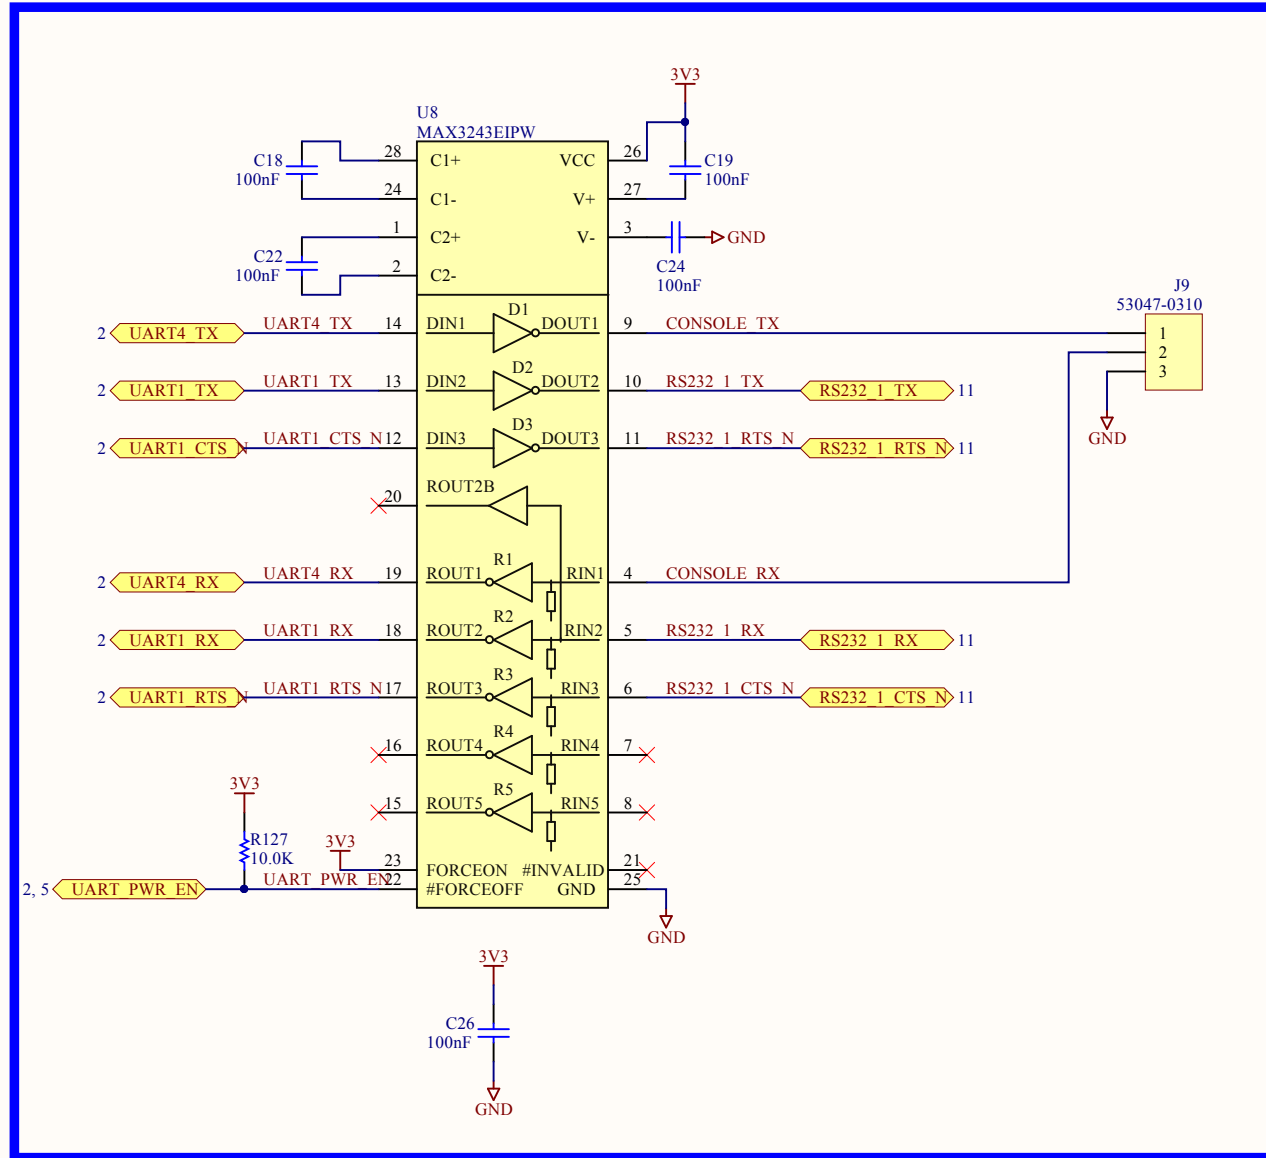 3V3
U8
MAX3243EIPW
28 C1+ VCC 26
C18
100nF
C19
100nF
24 C1- V+ 27
1 C2+ V- 3
GND
C22
100nF
2 C2-
C24
100nF
J9
53047-0310
D1
2 UART4_TX UART4_TX 14 DIN1 DOUT1 9 CONSOLE_TX 1
2
3
D2
2 UART1_TX UART1_TX 13 DIN2 DOUT2 10 RS232_1_TX RS232_1_TX 11
D3
2 UART1_CTS_N UART1_CTS_N 12 DIN3 DOUT3 11 RS232_1_RTS_N RS232_1_RTS_N 11
GND
20 ROUT2B
R1
2 UART4_RX UART4_RX 19 ROUT1 RIN1 4 CONSOLE_RX
R2
2 UART1_RX UART1_RX 18 ROUT2 RIN2 5 RS232_1_RX RS232_1_RX 11
R3
2 UART1_RTS_N UART1_RTS_N 17 ROUT3 RIN3 6 RS232_1_CTS_N RS232_1_CTS_N 11
R4
16 ROUT4 RIN4 7
R5
15 ROUT5 RIN5 8
3V3
R127
10.0K
3V3
23 FORCEON #INVALID 21
2, 5 UART_PWR_EN UART_PWR_EN 22 #FORCEOFF GND 25
GND
3V3
C26
100nF
GND